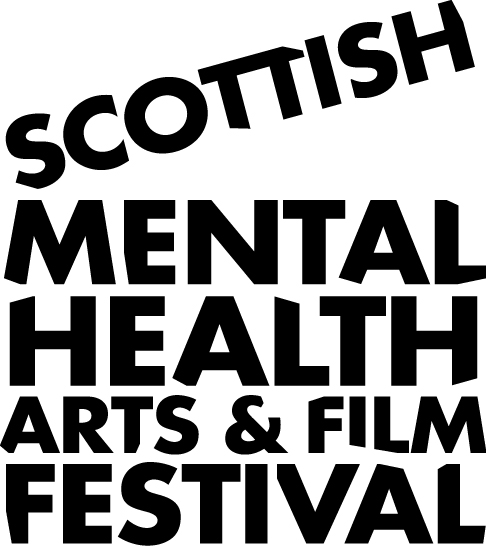 SCOTTISH
MENTAL
HEALTH
ARTS & FILM
FESTIVAL